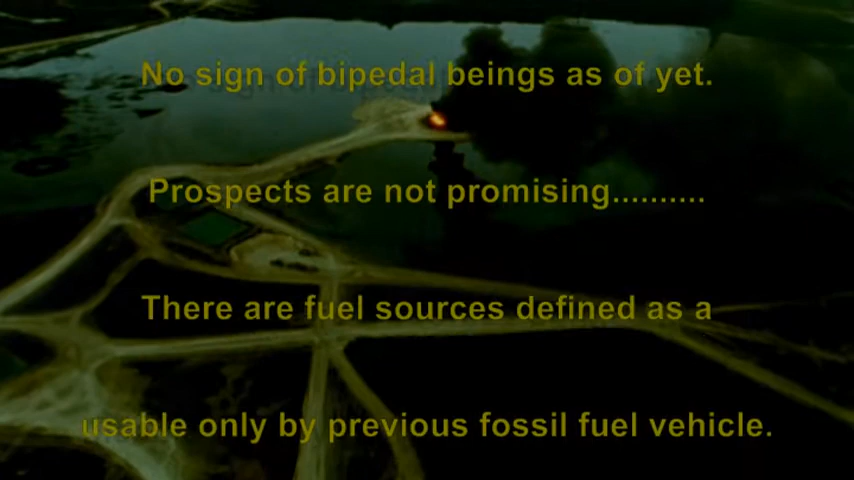 No sign of bipedal beings as of yet.
Prospects are not promising..........
There are fuel sources defined as a
usable only by previous fossil fuel vehicle.